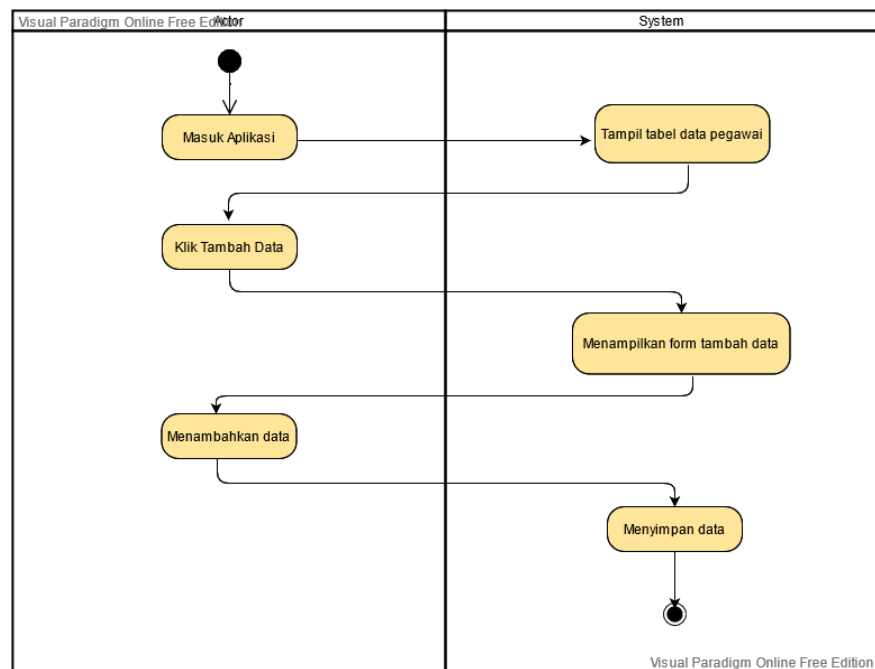 Visual Paradigm Online Free Edition
Actor
System
Masuk Aplikasi
Tampil tabel data pegawai
Klik Tambah Data
Menampilkan form tambah data
Menambahkan data
Menyimpan data
Visual Paradigm Online Free Edition